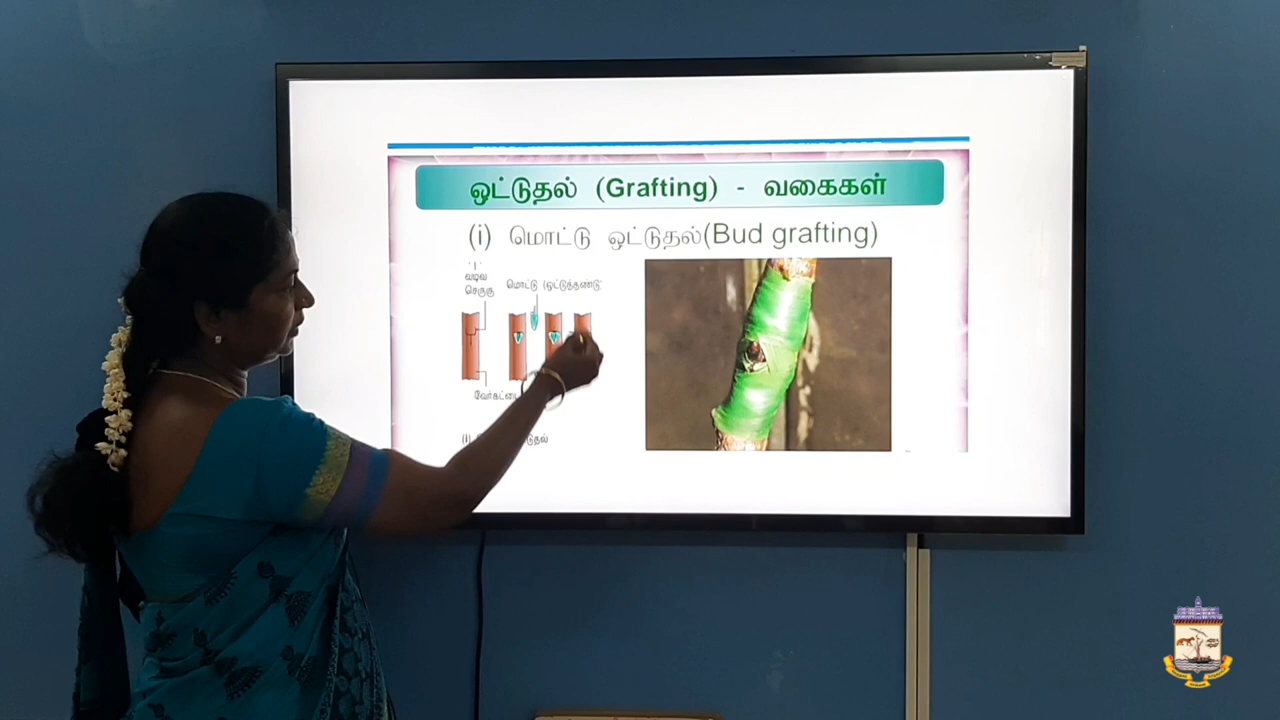 ஒட்டுதல் (Grafting) - வகைகள்
(i) மொட்டு ஒட்டுதல்(Bud grafting)
வடிவ
செருகு
மொட்டு (ஒட்டுத்தண்டு)
வேர்கட்டை
(i)